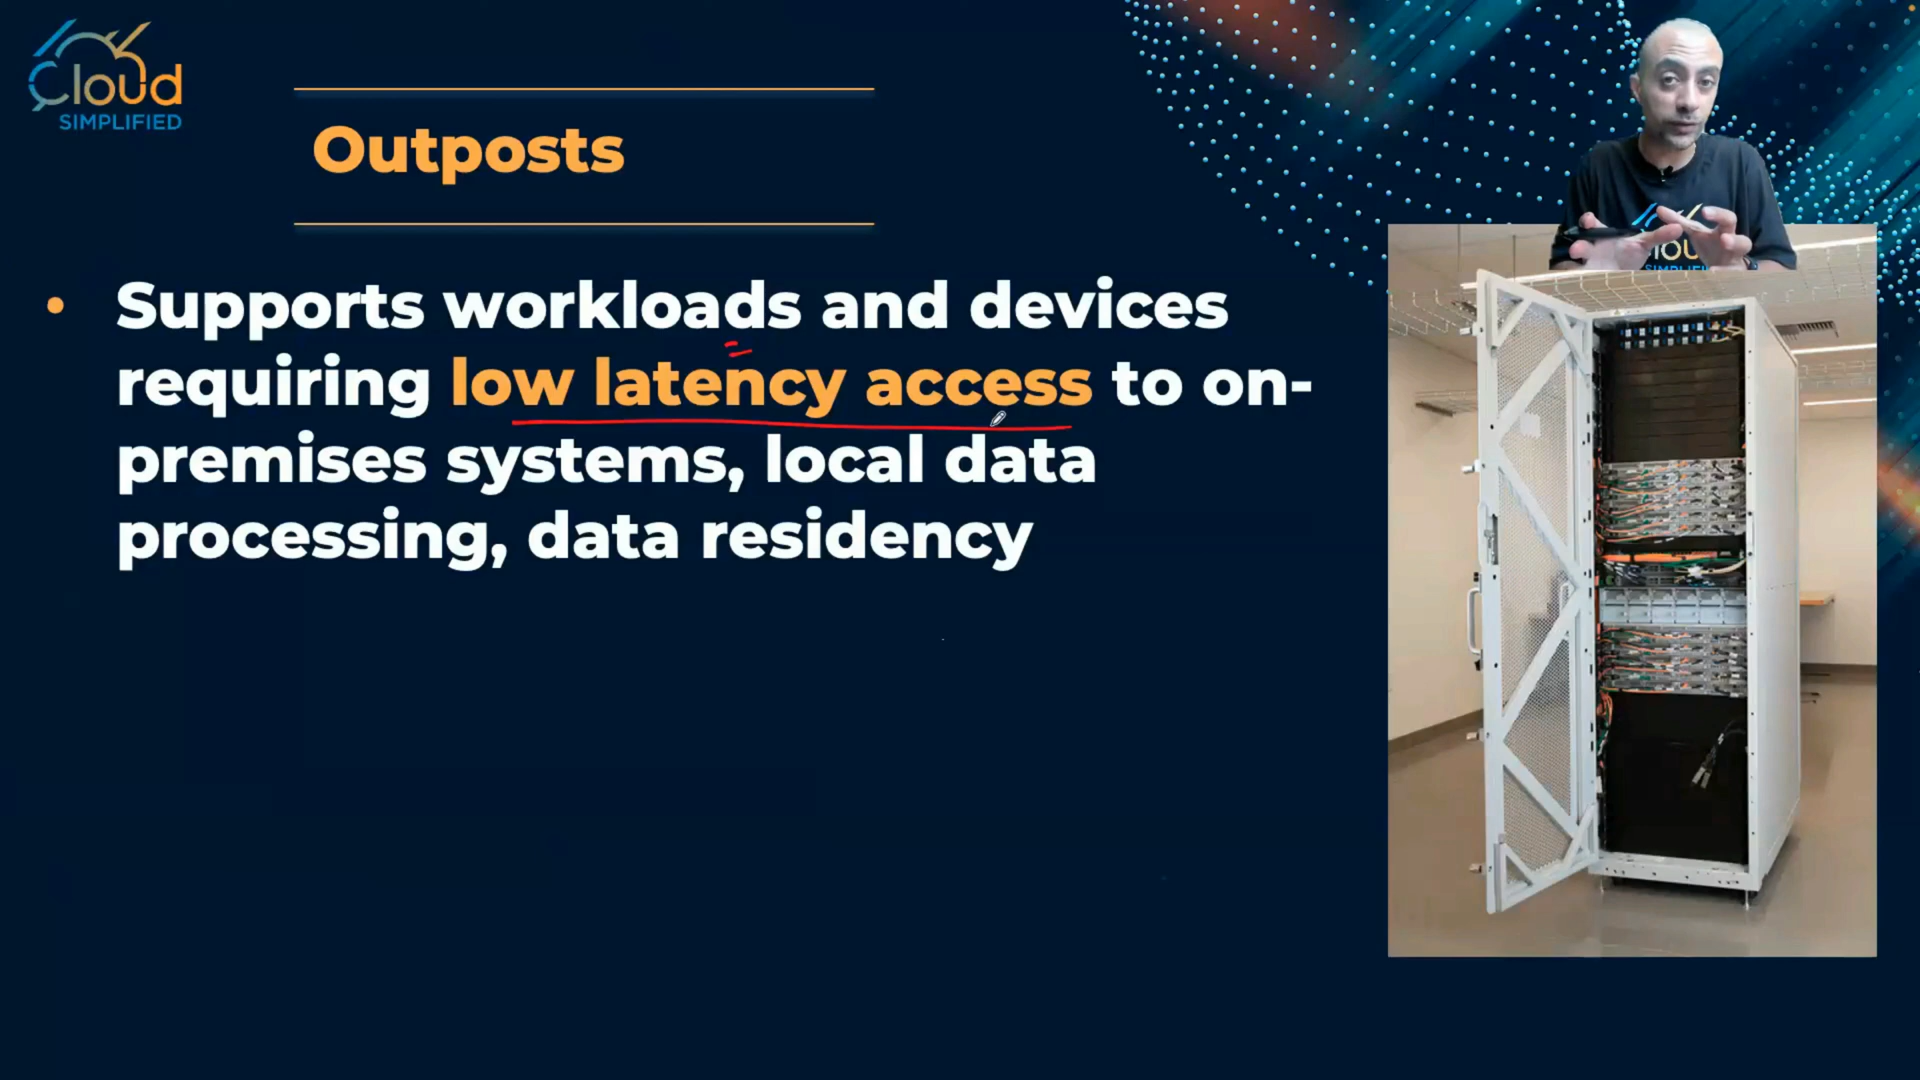 Cloud
SIMPLIFIED
Outposts
• Supports workloads and devices
requiring low latency access to on-
premises systems, local data
processing, data residency